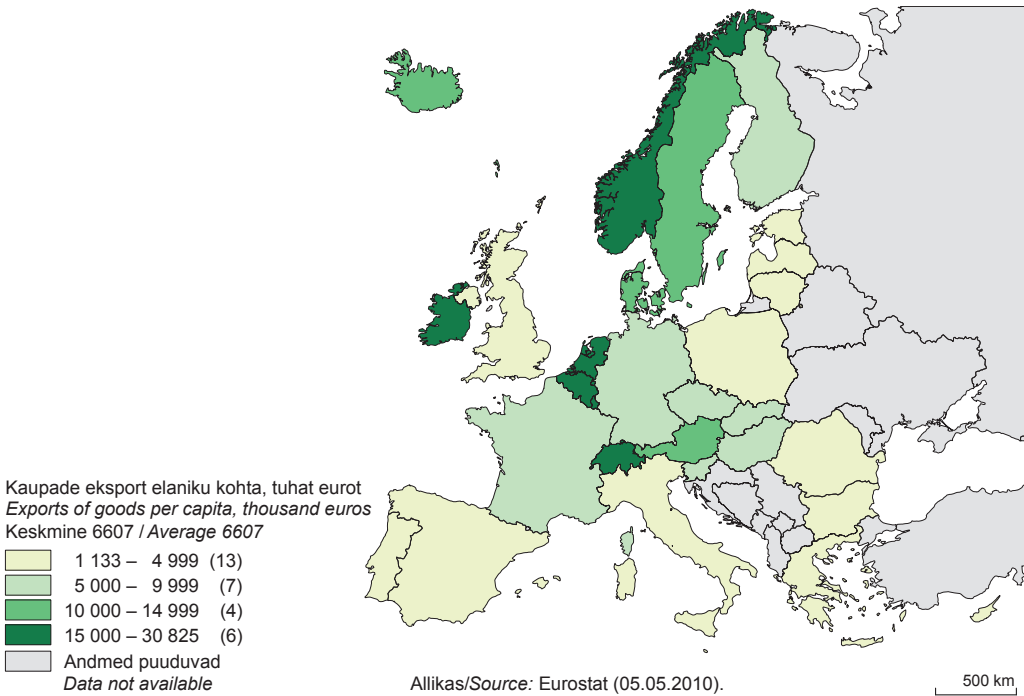 Kaupade eksport elaniku kohta, tuhat eurot
Exports of goods per capita, thousand euros
Keskmine 6607 / Average 6607
1 133 – 4 999 (13)
5 000 – 9 999 (7)
10 000 – 14 999 (4)
15 000 – 30 825 (6)
Andmed puuduvad
Data not available
Allikas/Source: Eurostat (05.05.2010).
500 km